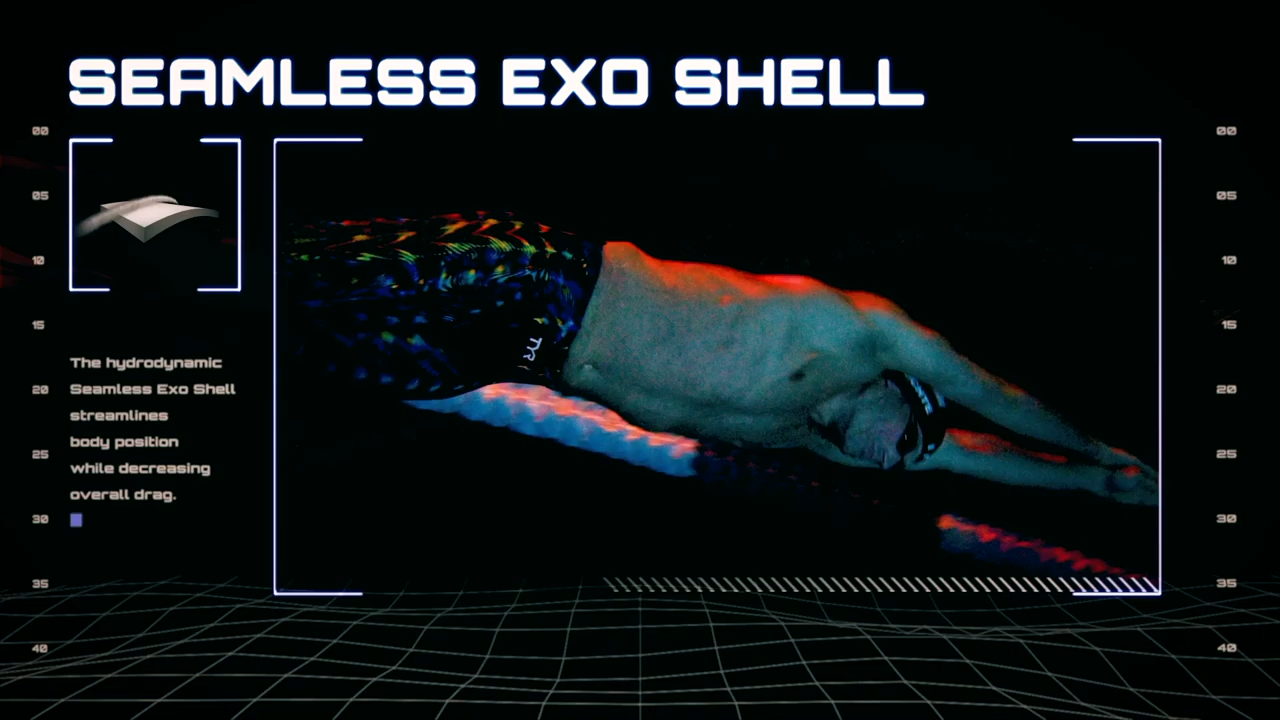 SEAMLESS EXO SHELL
00
05
10
15
20
25
30
35
40
The hydrodynamic
Seamless Exo Shell
streamlines
body position
while decreasing
overall drag.
TYR
00
05
10
15
20
25
30
35
40